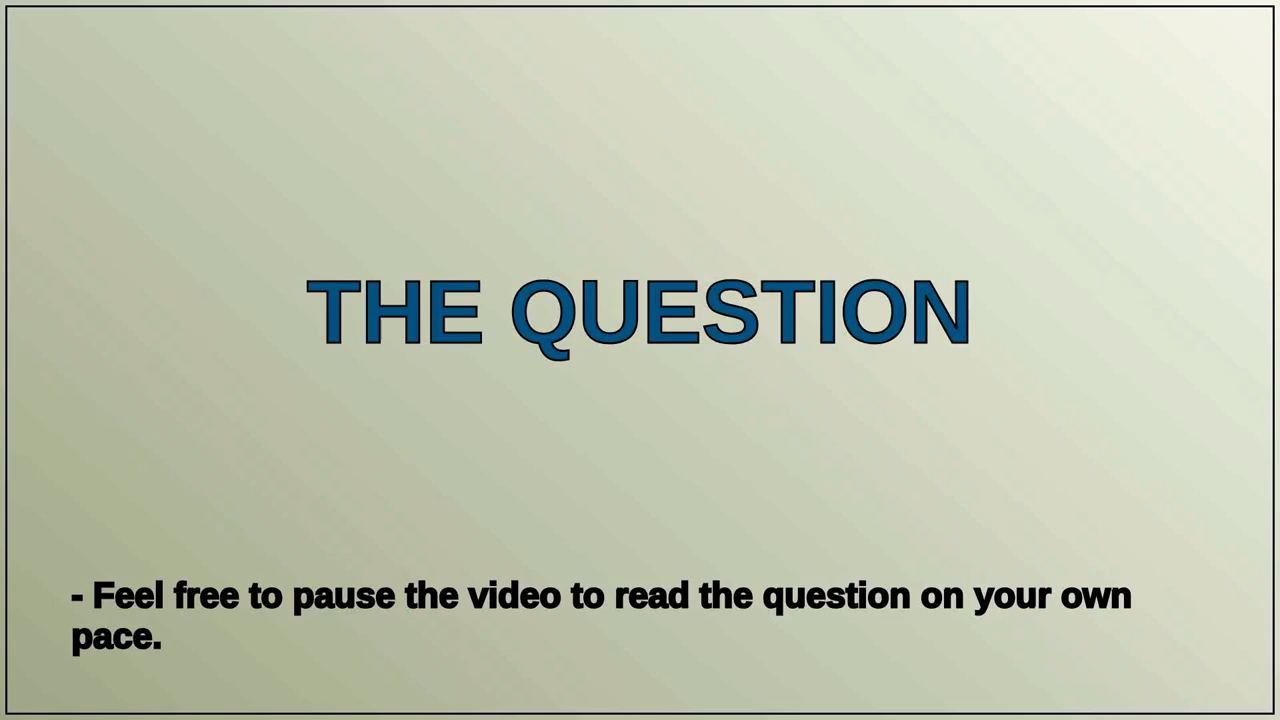 THE QUESTION
- Feel free to pause the video to read the question on your own
pace.